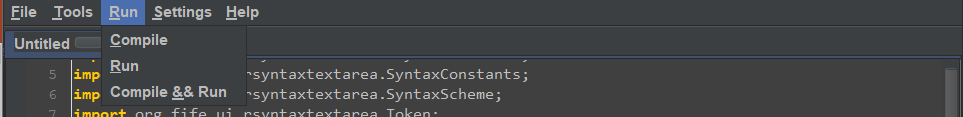 File Tools Run Settings Help
Untitled
Compile
Run
Compile && Run
5 rsyntaxtextarea.SyntaxConstants;
6 rsyntaxtextarea.SyntaxScheme;
7 import org.fife.ui.rsyntaxtextarea.Token;